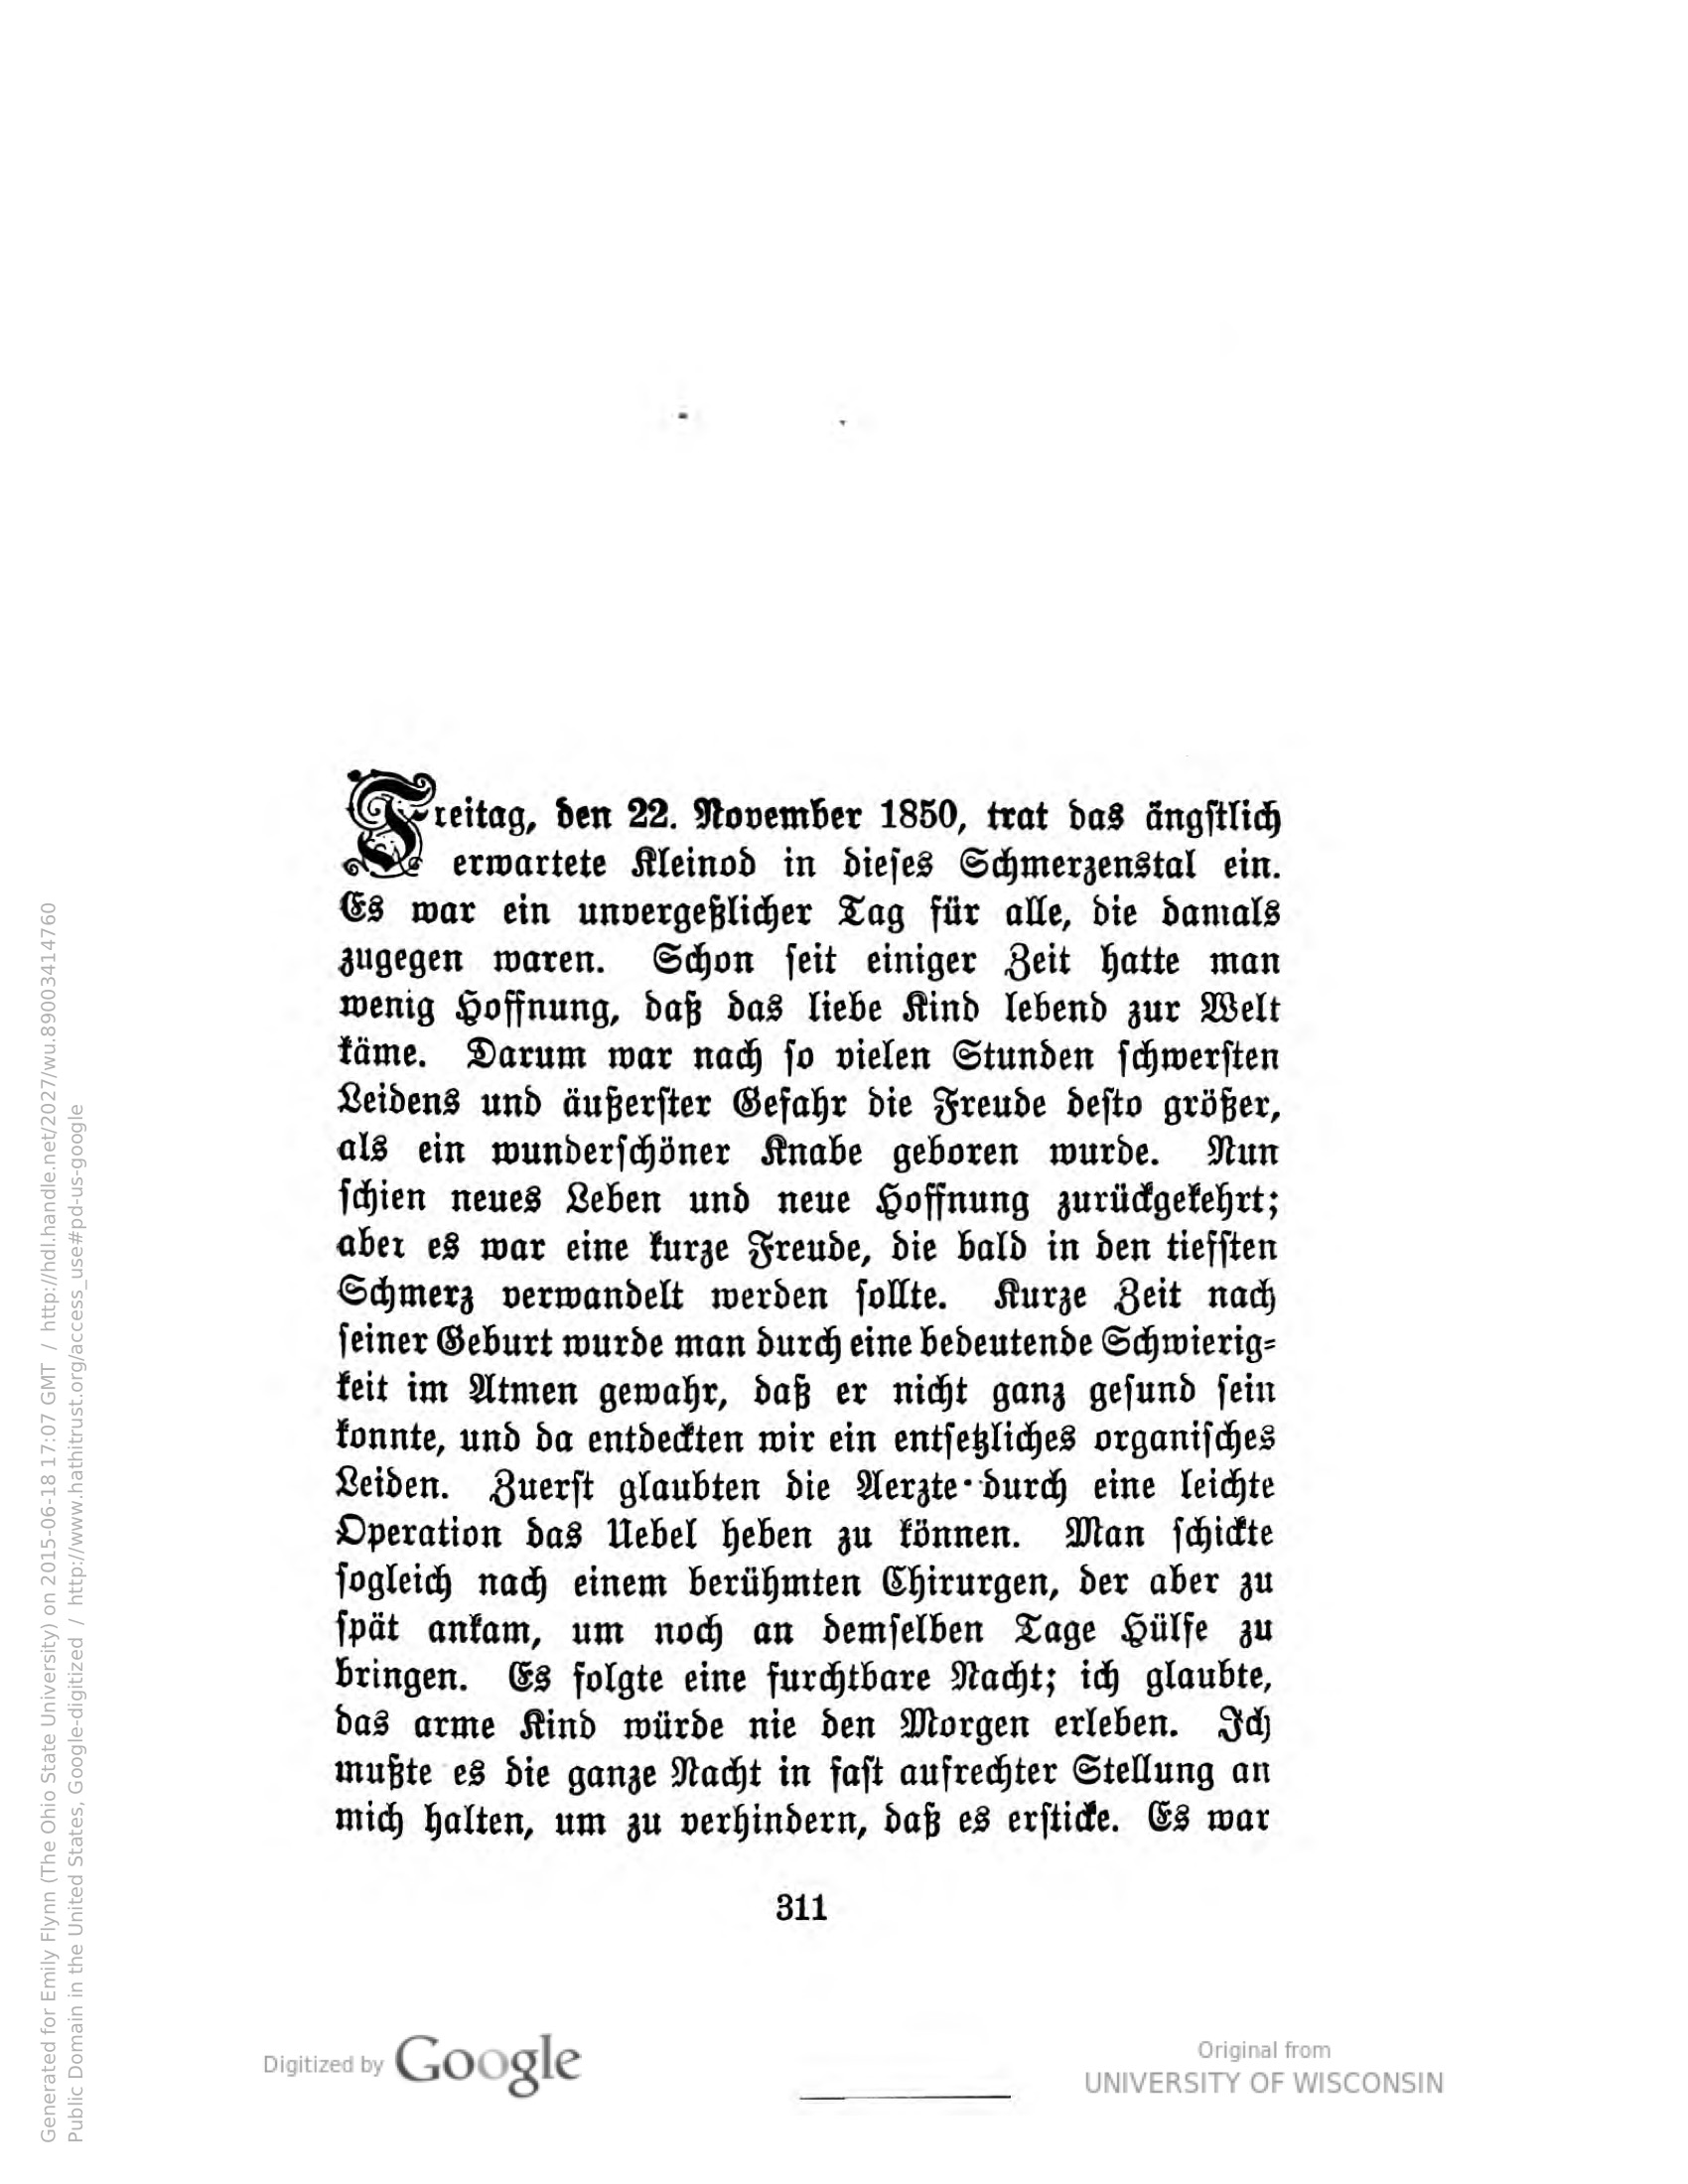 Freitag, den 22. November 1850, trat das ängstlich
erwartete Kleinod in dieses Schmerzenstal ein.
Es war ein unvergeßlicher Tag für alle, die damals
zugegen waren. Schon seit einiger Zeit hatte man
wenig Hoffnung, daß das liebe Kind lebend zur Welt
käme. Darum war nach so vielen Stunden schwersten
Leidens und äußerster Gefahr die Freude desto größer,
als ein wunderschöner Knabe geboren wurde. Nun
schien neues Leben und neue Hoffnung zurückgekehrt;
aber es war eine kurze Freude, die bald in den tiefsten
Schmerz verwandelt werden sollte. Kurze Zeit nach
seiner Geburt wurde man durch eine bedeutende Schwierig-
keit im Atmen gewahr, daß er nicht ganz gesund sein
konnte, und da entdeckten wir ein entsetzliches organisches
Leiden. Zuerst glaubten die Aerzte durch eine leichte
Operation das Uebel heben zu können. Man schickte
sogleich nach einem berühmten Chirurgen, der aber zu
spät ankam, um noch an demselben Tage Hülfe zu
bringen. Es folgte eine furchtbare Nacht; ich glaubte,
das arme Kind würde nie den Morgen erleben. Ich
mußte es die ganze Nacht in fast aufrechter Stellung an
mich halten, um zu verhindern, daß es ersticke. Es war
311
Digitized by Google
Original from
UNIVERSITY OF WISCONSIN
Generated for Emily Flynn (The Ohio State University) on 2015-06-18 17:07 GMT / http://hdl.handle.net/2027/wu.89003414760
Public Domain in the United States, Google-digitized / http://www.hathitrust.org/access_use#pd-us-google